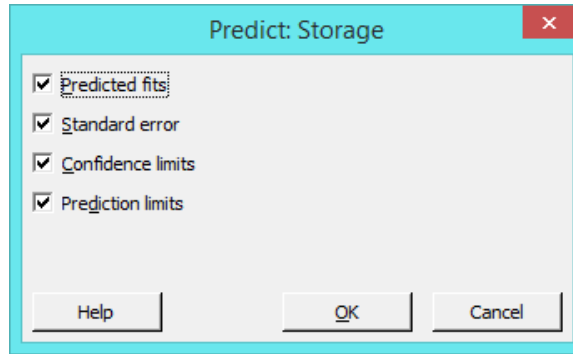 Predict: Storage
Predicted fits
Standard error
Confidence limits
Prediction limits
Help OK Cancel